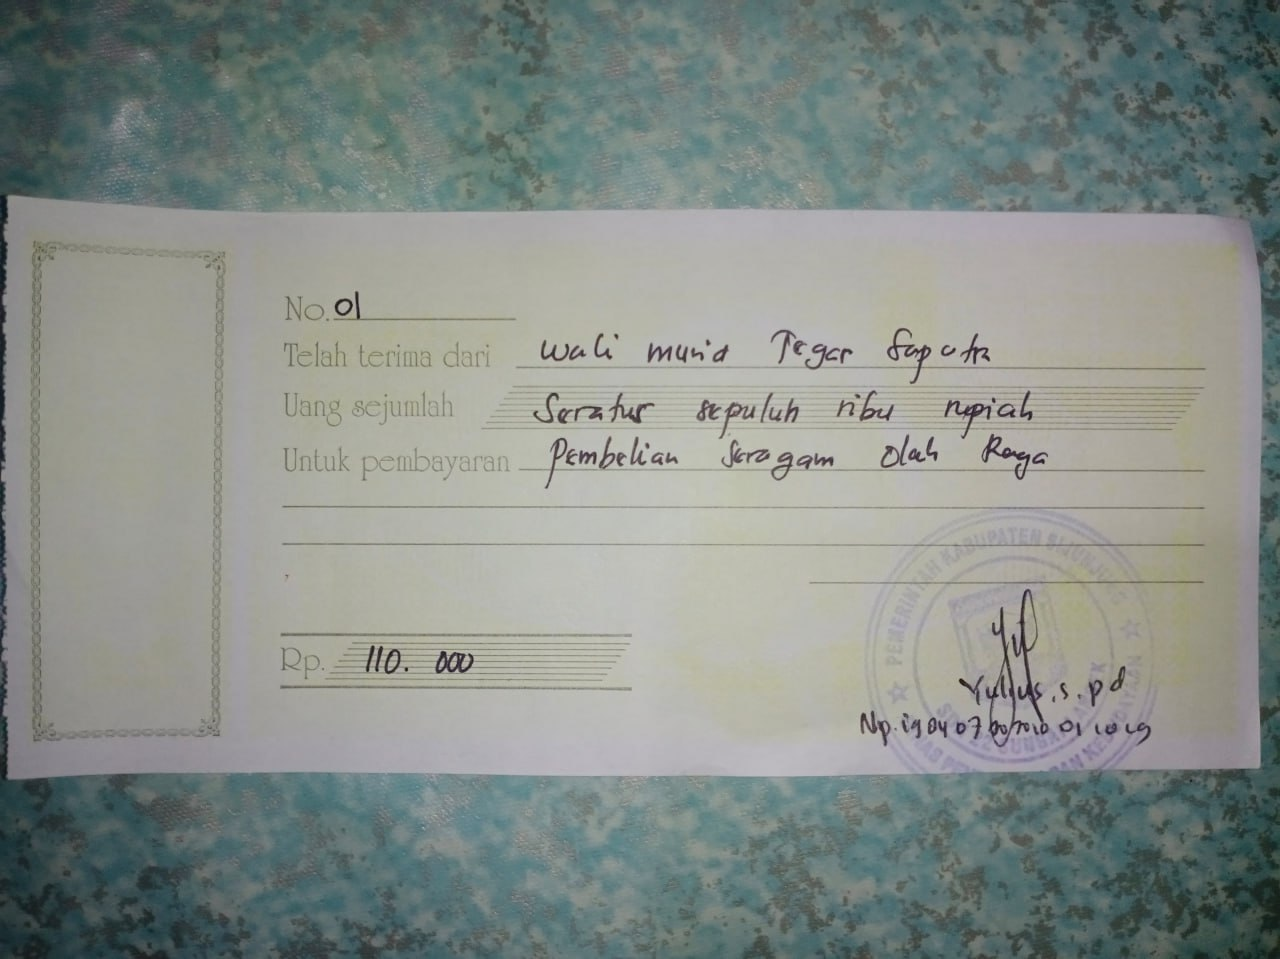 No. 01
Telah terima dari wali murid Tegar Saputra
Uang sejumlah Seratus sepuluh ribu rupiah
Untuk pembayaran Pembelian Seragam Olah Raga
Rp. 110. 000
PEMERINTAH KABUPATEN SIJUNJUNG
Yulius. S. pd